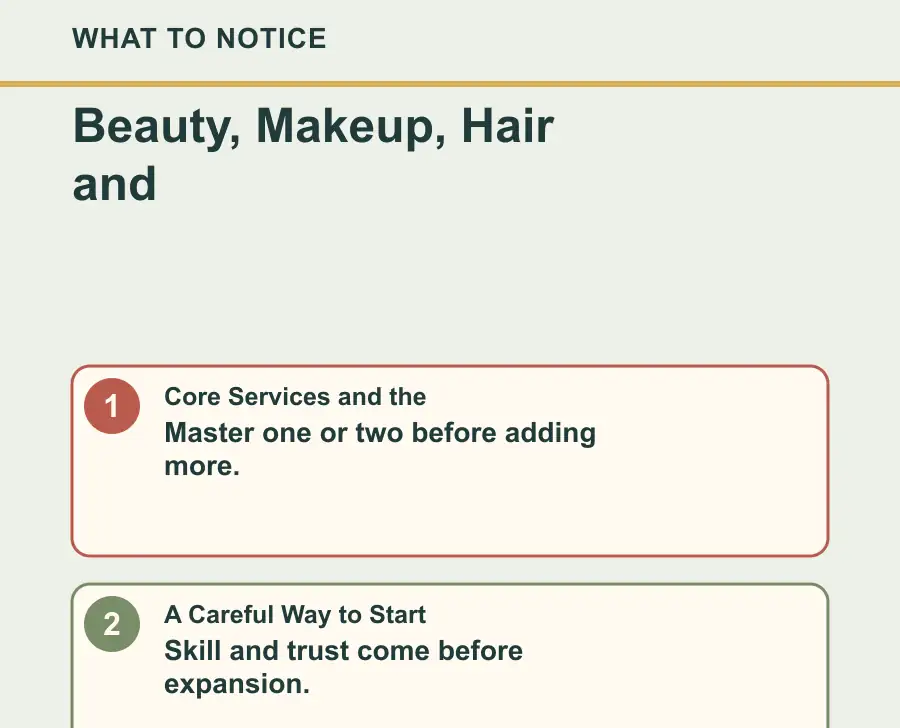 WHAT TO NOTICE
Beauty, Makeup, Hair
and
1
Core Services and the
Master one or two before adding
more.
2
A Careful Way to Start
Skill and trust come before
expansion.